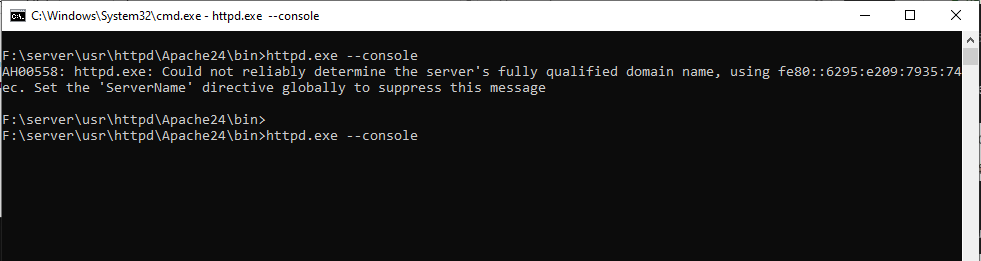 C:\Windows\System32\cmd.exe - httpd.exe --console
F:\server\usr\httpd\Apache24\bin>httpd.exe --console
AH00558: httpd.exe: Could not reliably determine the server's fully qualified domain name, using fe80::6295:e209:7935:74
ec. Set the 'ServerName' directive globally to suppress this message
F:\server\usr\httpd\Apache24\bin>
F:\server\usr\httpd\Apache24\bin>httpd.exe --console